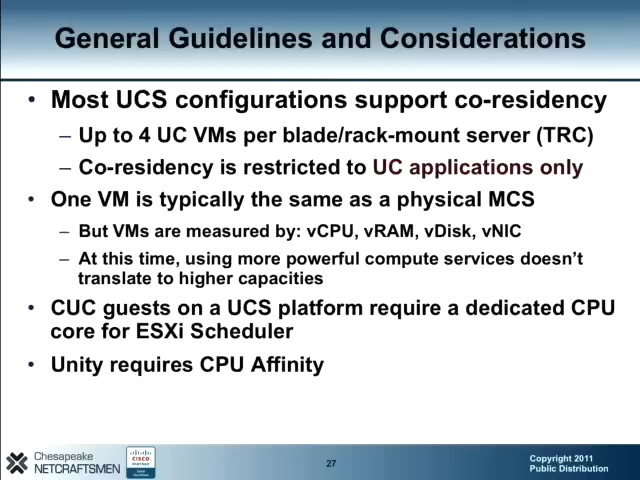 General Guidelines and Considerations
• Most UCS configurations support co-residency
– Up to 4 UC VMs per blade/rack-mount server (TRC)
– Co-residency is restricted to UC applications only
• One VM is typically the same as a physical MCS
– But VMs are measured by: vCPU, vRAM, vDisk, vNIC
– At this time, using more powerful compute services doesn't
translate to higher capacities
• CUC guests on a UCS platform require a dedicated CPU
core for ESXi Scheduler
• Unity requires CPU Affinity
Chesapeake
NETCRAFTSMEN
CISCO
PARTNER
27
Copyright 2011
Public Distribution